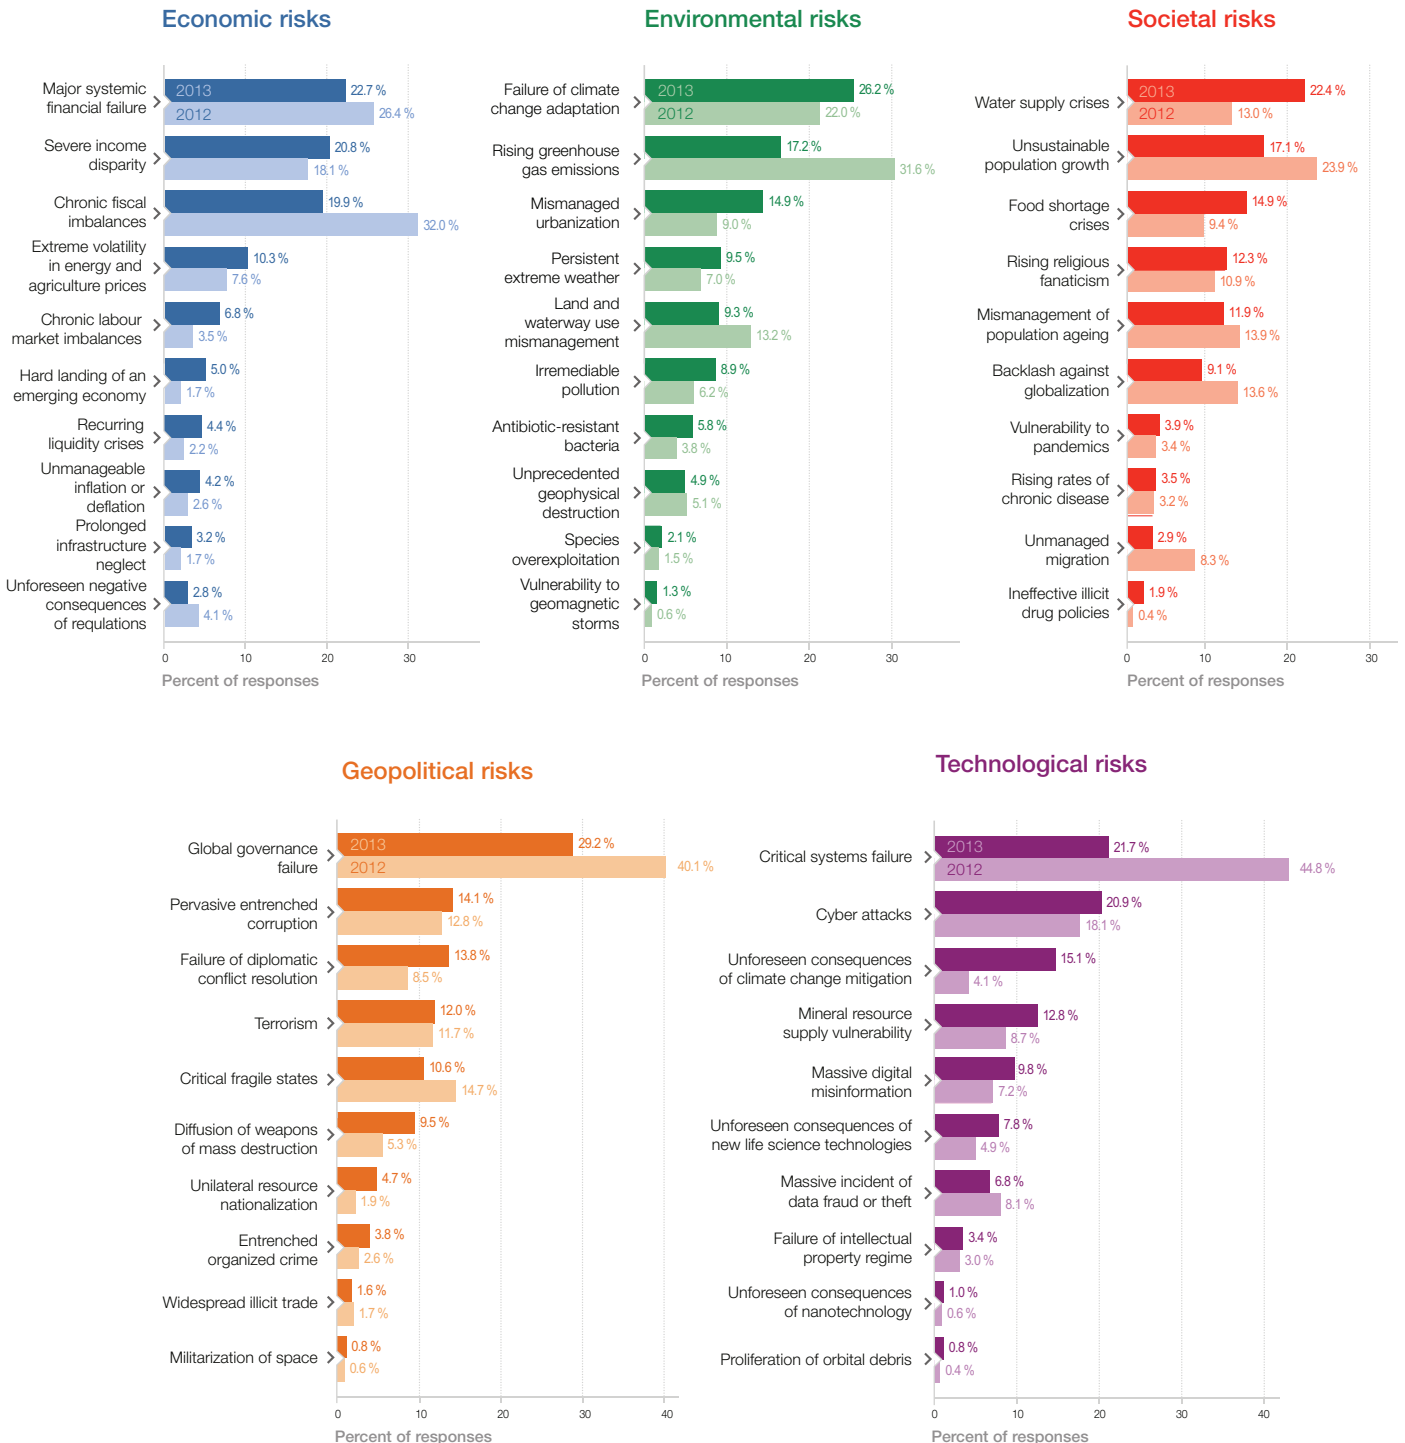 Economic risks
Major systemic
financial failure
2013
22.7 %
2012
26.4 %
Severe income
disparity
20.8 %
18.1 %
Chronic fiscal
imbalances
19.9 %
32.0 %
Extreme volatility
in energy and
agriculture prices
10.3 %
7.6 %
Chronic labour
market imbalances
6.8 %
3.5 %
Hard landing of an
emerging economy
5.0 %
1.7 %
Recurring
liquidity crises
4.4 %
2.2 %
Unmanageable
inflation or
deflation
4.2 %
2.6 %
Prolonged
infrastructure
neglect
3.2 %
1.7 %
Unforeseen negative
consequences
of requlations
2.8 %
4.1 %
0 10 20 30
Percent of responses
Environmental risks
Failure of climate
change adaptation
2013
26.2 %
2012
22.0 %
Rising greenhouse
gas emissions
17.2 %
31.6 %
Mismanaged
urbanization
14.9 %
9.0 %
Persistent
extreme weather
9.5 %
7.0 %
Land and
waterway use
mismanagement
9.3 %
13.2 %
Irremediable
pollution
8.9 %
6.2 %
Antibiotic-resistant
bacteria
5.8 %
3.8 %
Unprecedented
geophysical
destruction
4.9 %
5.1 %
Species
overexploitation
2.1 %
1.5 %
Vulnerability to
geomagnetic
storms
1.3 %
0.6 %
0 10 20 30
Percent of responses
Societal risks
Water supply crises
2013
22.4 %
2012
13.0 %
Unsustainable
population growth
17.1 %
23.9 %
Food shortage
crises
14.9 %
9.4 %
Rising religious
fanaticism
12.3 %
10.9 %
Mismanagement of
population ageing
11.9 %
13.9 %
Backlash against
globalization
9.1 %
13.6 %
Vulnerability to
pandemics
3.9 %
3.4 %
Rising rates of
chronic disease
3.5 %
3.2 %
Unmanaged
migration
2.9 %
8.3 %
Ineffective illicit
drug policies
1.9 %
0.4 %
0 10 20 30
Percent of responses
Geopolitical risks
Global governance
failure
2013
29.2 %
2012
40.1 %
Pervasive entrenched
corruption
14.1 %
12.8 %
Failure of diplomatic
conflict resolution
13.8 %
8.5 %
Terrorism
12.0 %
11.7 %
Critical fragile states
10.6 %
14.7 %
Diffusion of weapons
of mass destruction
9.5 %
5.3 %
Unilateral resource
nationalization
4.7 %
1.9 %
Entrenched
organized crime
3.8 %
2.6 %
Widespread illicit trade
1.6 %
1.7 %
Militarization of space
0.8 %
0.6 %
0 10 20 30 40
Percent of responses
Technological risks
Critical systems failure
2013
21.7 %
2012
44.8 %
Cyber attacks
20.9 %
18.1 %
Unforeseen consequences
of climate change mitigation
15.1 %
4.1 %
Mineral resource
supply vulnerability
12.8 %
8.7 %
Massive digital
misinformation
9.8 %
7.2 %
Unforeseen consequences of
new life science technologies
7.8 %
4.9 %
Massive incident of
data fraud or theft
6.8 %
8.1 %
Failure of intellectual
property regime
3.4 %
3.0 %
Unforeseen consequences
of nanotechnology
1.0 %
0.6 %
Proliferation of orbital debris
0.8 %
0.4 %
0 10 20 30 40
Percent of responses